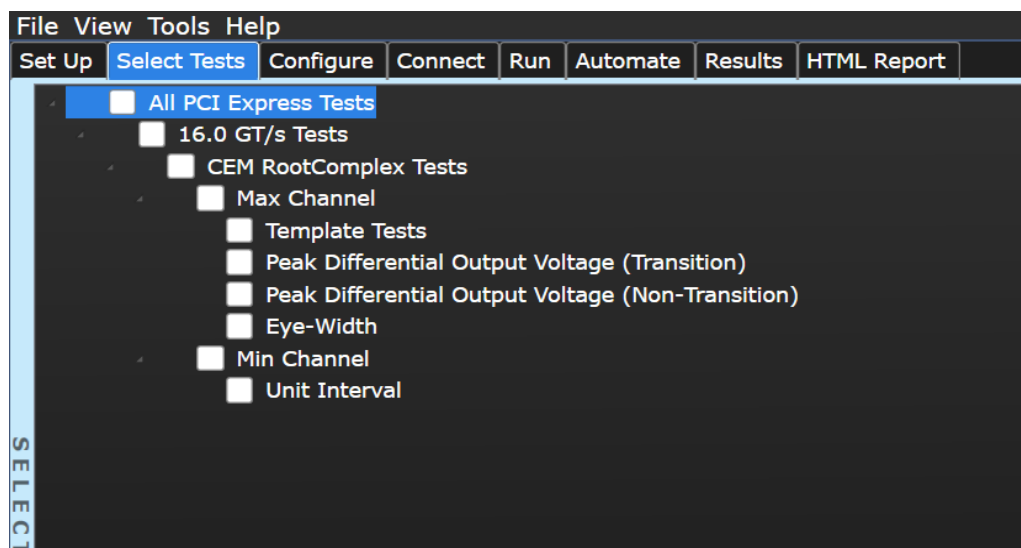 File View Tools Help
Set Up Select Tests Configure Connect Run Automate Results HTML Report
All PCI Express Tests
16.0 GT/s Tests
CEM RootComplex Tests
Max Channel
Template Tests
Peak Differential Output Voltage (Transition)
Peak Differential Output Voltage (Non-Transition)
Eye-Width
Min Channel
Unit Interval
SELECT